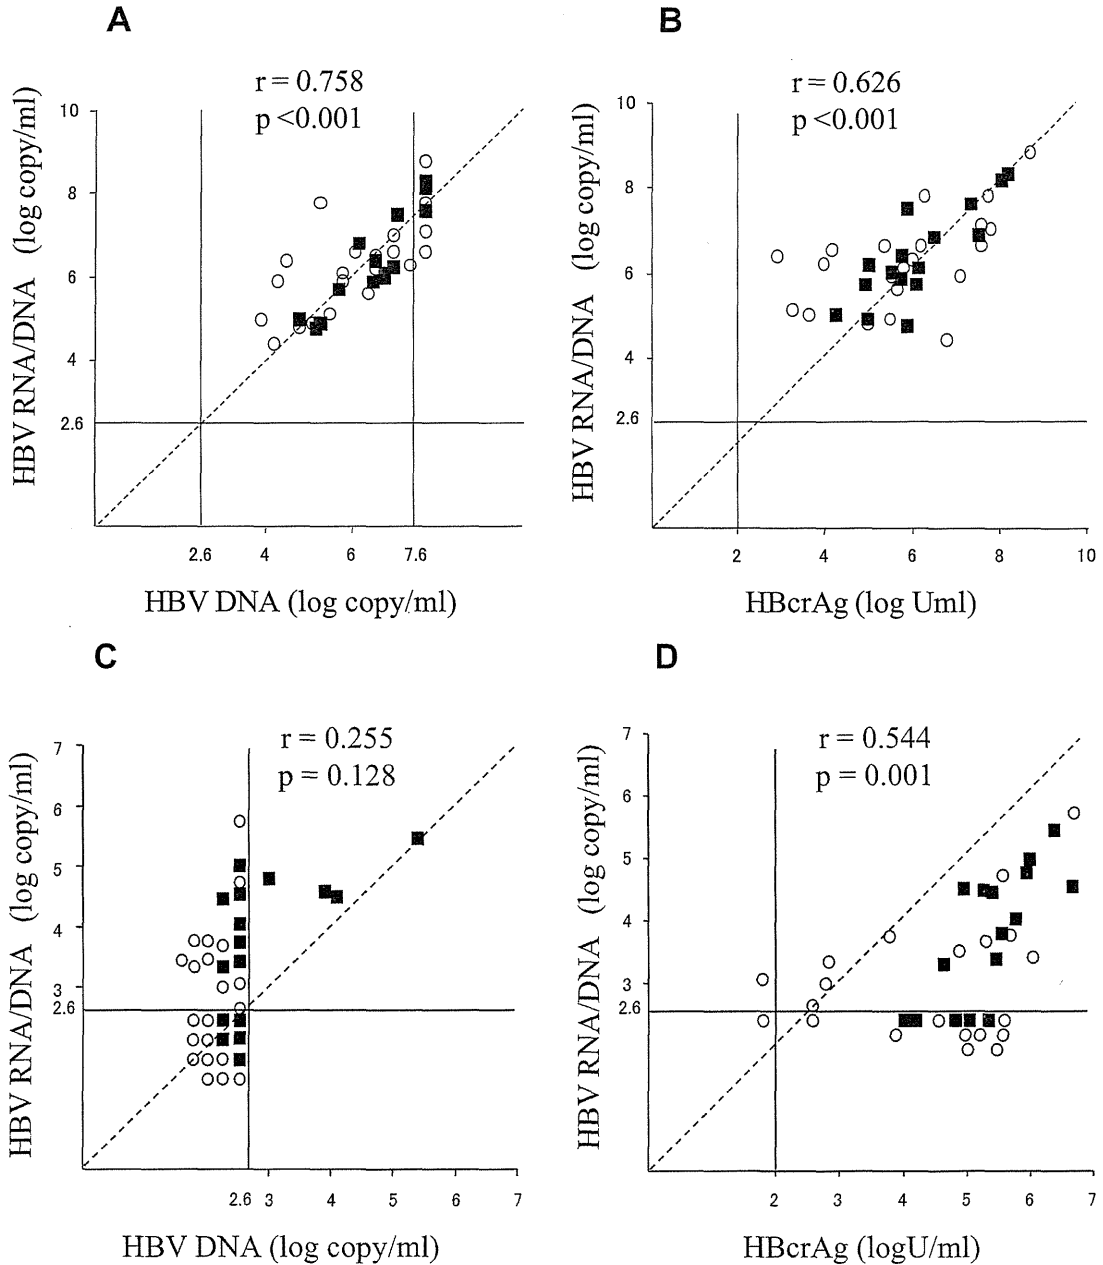 A
r = 0.758
p <0.001
HBV RNA/DNA (log copy/ml)
10
8
6
4
2.6
2.6
4
6
7.6
HBV DNA (log copy/ml)
B
r = 0.626
p <0.001
HBV RNA/DNA (log copy/ml)
10
8
6
4
2.6
2
4
6
8
10
HBcrAg (log Uml)
C
r = 0.255
p = 0.128
HBV RNA/DNA (log copy/ml)
7
6
5
4
3
2.6
2.6
3
4
5
6
7
HBV DNA (log copy/ml)
D
r = 0.544
p = 0.001
HBV RNA/DNA (log copy/ml)
7
6
5
4
3
2.6
2
3
4
5
6
7
HBcrAg (logU/ml)